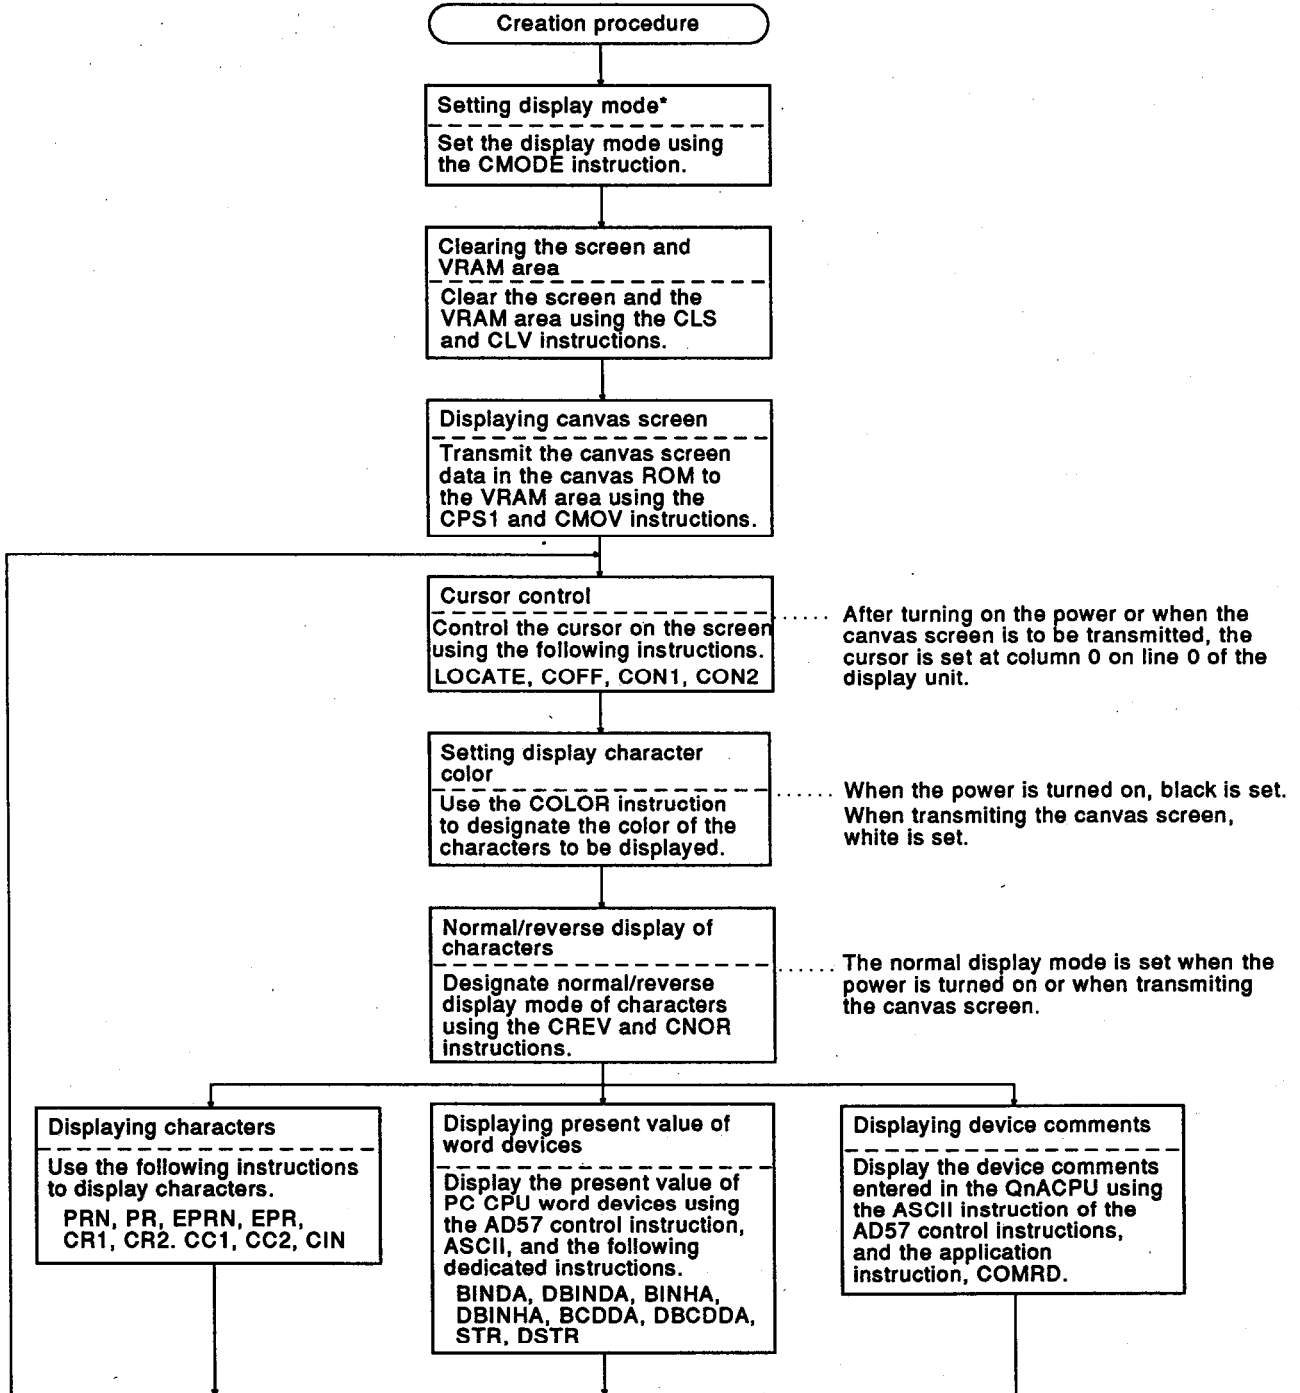 Creation procedure
Setting display mode*
Set the display mode using
the CMODE instruction.
Clearing the screen and
VRAM area
Clear the screen and the
VRAM area using the CLS
and CLV instructions.
Displaying canvas screen
Transmit the canvas screen
data in the canvas ROM to
the VRAM area using the
CPS1 and CMOV instructions.
Cursor control
Control the cursor on the screen
using the following instructions.
LOCATE, COFF, CON1, CON2
After turning on the power or when the
canvas screen is to be transmitted, the
cursor is set at column 0 on line 0 of the
display unit.
Setting display character
color
Use the COLOR instruction
to designate the color of the
characters to be displayed.
When the power is turned on, black is set.
When transmiting the canvas screen,
white is set.
Normal/reverse display of
characters
Designate normal/reverse
display mode of characters
using the CREV and CNOR
instructions.
The normal display mode is set when the
power is turned on or when transmiting
the canvas screen.
Displaying characters
Use the following instructions
to display characters.
PRN, PR, EPRN, EPR,
CR1, CR2. CC1, CC2, CIN
Displaying present value of
word devices
Display the present value of
PC CPU word devices using
the AD57 control instruction,
ASCII, and the following
dedicated instructions.
BINDA, DBINDA, BINHA,
DBINHA, BCDDA, DBCDDA,
STR, DSTR
Displaying device comments
Display the device comments
entered in the QnACPU using
the ASCII instruction of the
AD57 control instructions,
and the application
instruction, COMRD.